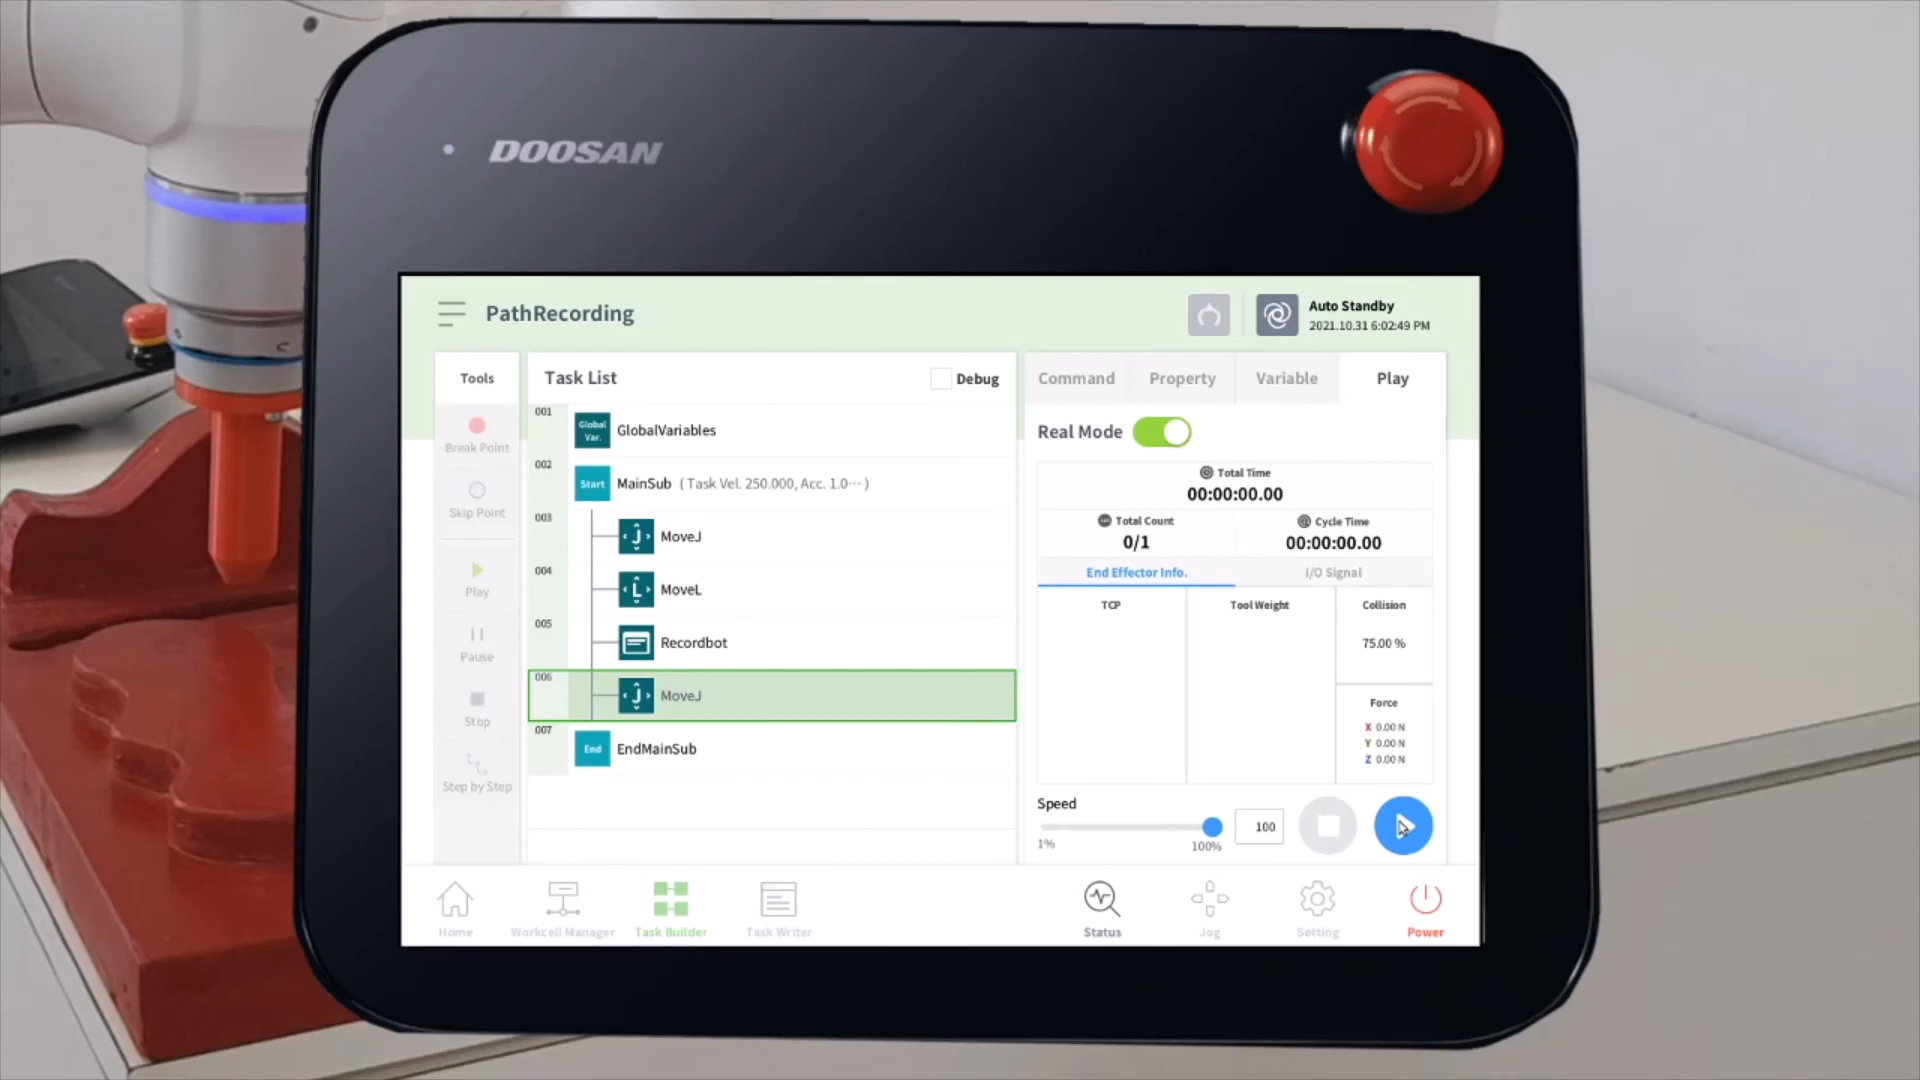 DOOSAN
PathRecording
Auto Standby
2021.10.31 6:02:49 PM
Tools
Break Point
Skip Point
Play
Pause
Stop
Step by Step
Task List
Debug
001
Global
Var.
GlobalVariables
002
Start
MainSub ( Task Vel. 250.000, Acc. 1.0··· )
003
J
MoveJ
004
L
MoveL
005
Recordbot
006
J
MoveJ
007
End
EndMainSub
Command
Property
Variable
Play
Real Mode
Total Time
00:00:00.00
Total Count
0/1
Cycle Time
00:00:00.00
End Effector Info.
I/O Signal
TCP
Tool Weight
Collision
75.00 %
Force
X 0.00 N
Y 0.00 N
Z 0.00 N
Speed
1%
100%
100
Home
Workcell Manager
Task Builder
Task Writer
Status
Jog
Setting
Power